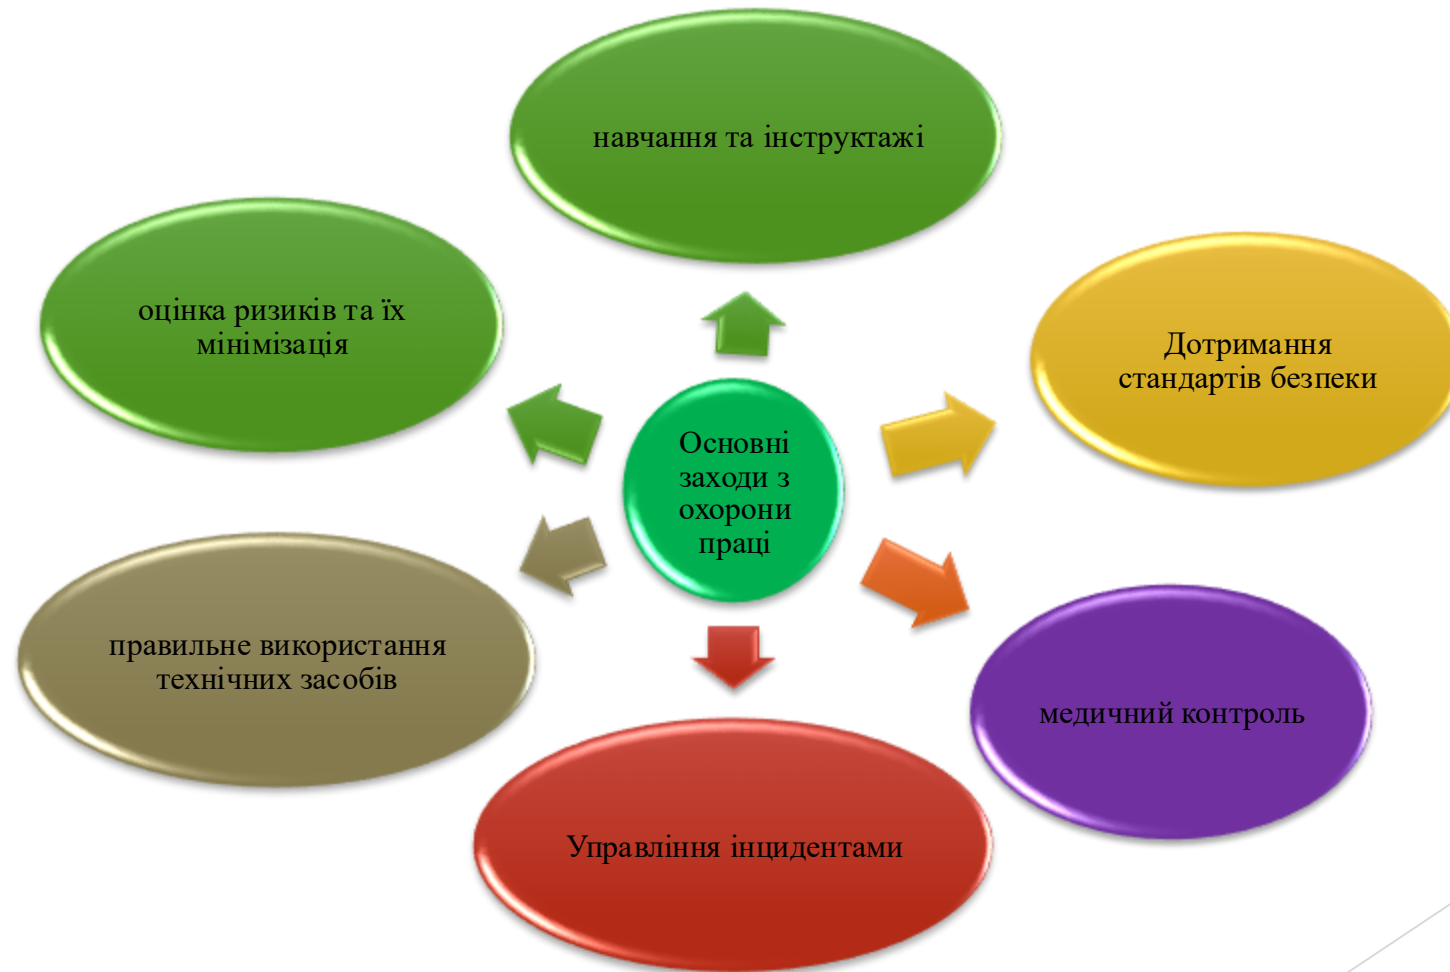 навчання та інструктажі
оцінка ризиків та їх
мінімізація
Дотримання
стандартів безпеки
Основні
заходи з
охорони
праці
правильне використання
технічних засобів
медичний контроль
Управління інцидентами